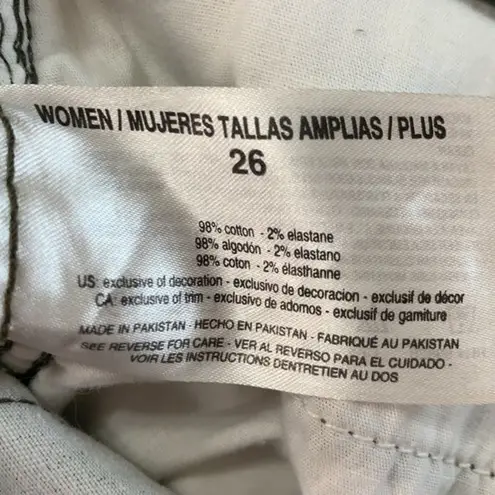 WOMEN / MUJERES TALLAS AMPLIAS / PLUS
26
98% cotton - 2% elastane
98% algodón - 2% elastano
98% coton - 2% élasthanne
US: exclusive of decoration - exclusivo de decoracion - exclusif de décor
CA: exclusive of trim - exclusivo de adornos - exclusif de garniture
MADE IN PAKISTAN - HECHO EN PAKISTAN - FABRIQUÉ AU PAKISTAN
SEE REVERSE FOR CARE - VER AL REVERSO PARA EL CUIDADO -
VOIR LES INSTRUCTIONS DENTRETIEN AU DOS